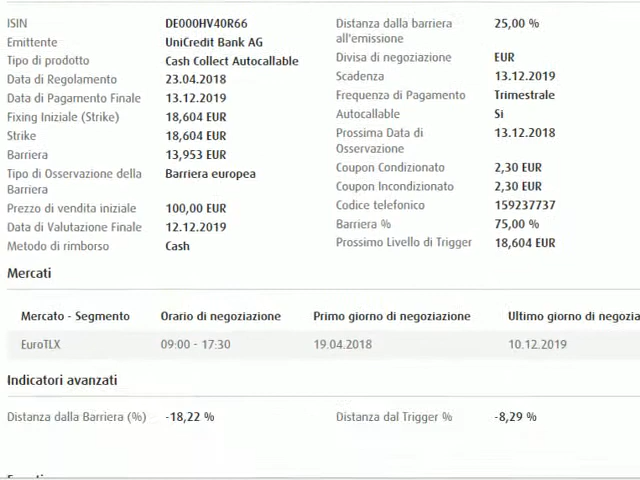 ISIN DE000HV40R66
Emittente UniCredit Bank AG
Tipo di prodotto Cash Collect Autocallable
Data di Regolamento 23.04.2018
Data di Pagamento Finale 13.12.2019
Fixing Iniziale (Strike) 18,604 EUR
Strike 18,604 EUR
Barriera 13,953 EUR
Tipo di Osservazione della Barriera europea
Barriera
Prezzo di vendita iniziale 100,00 EUR
Data di Valutazione Finale 12.12.2019
Metodo di rimborso Cash
Distanza dalla barriera 25,00 %
all'emissione
Divisa di negoziazione EUR
Scadenza 13.12.2019
Frequenza di Pagamento Trimestrale
Autocallable Si
Prossima Data di 13.12.2018
Osservazione
Coupon Condizionato 2,30 EUR
Coupon Incondizionato 2,30 EUR
Codice telefonico 159237737
Barriera % 75,00 %
Prossimo Livello di Trigger 18,604 EUR
Mercati
Mercato - Segmento Orario di negoziazione Primo giorno di negoziazione Ultimo giorno di negozia
EuroTLX 09:00 - 17:30 19.04.2018 10.12.2019
Indicatori avanzati
Distanza dalla Barriera (%) -18,22 % Distanza dal Trigger % -8,29 %